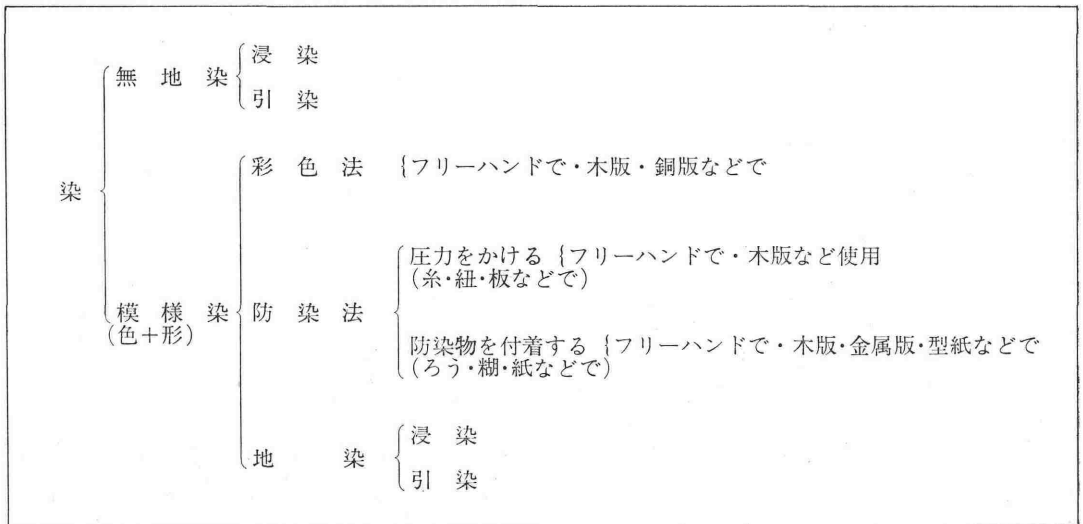 染
無地染
浸染
引染
模様染
(色+形)
彩色法 {フリーハンドで・木版・銅版などで
防染法
圧力をかける {フリーハンドで・木版など使用
(糸・紐・板などで)
防染物を付着する {フリーハンドで・木版・金属版・型紙などで
(ろう・糊・紙などで)
地染
浸染
引染